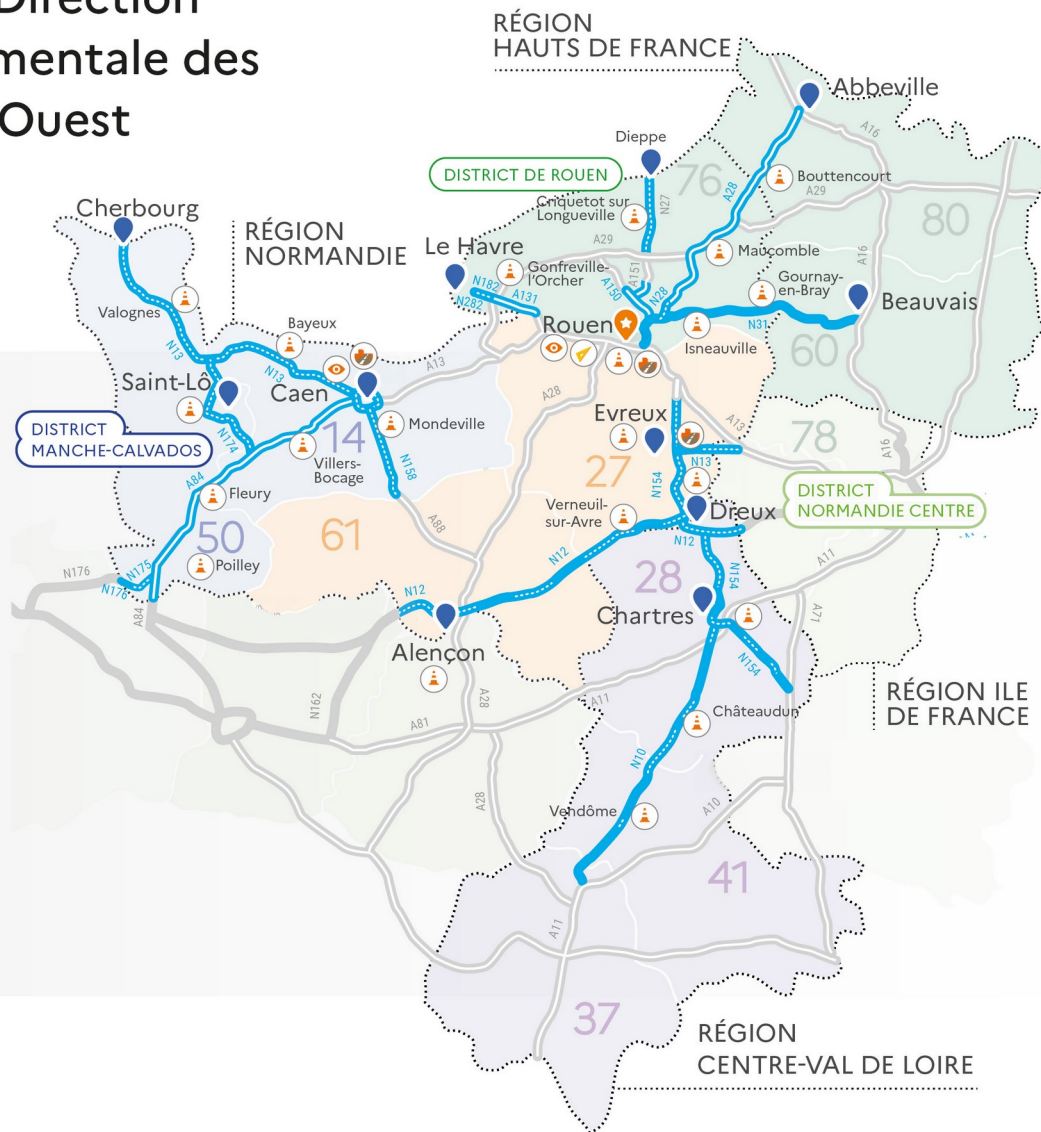 Direction
mentale des
Ouest
RÉGION
HAUTS DE FRANCE
Abbeville
A16
Dieppe
DISTRICT DE ROUEN
76
Bouttencourt
A28
A29
Criquetot sur
Longueville
N27
80
Cherbourg
RÉGION
NORMANDIE
Le Havre
A29
Maucomble
A16
Gonfreville-
l'Orcher
A151
Gournay-
en-Bray
N182
A131
A150
N28
N282
Beauvais
Valognes
Bayeux
Rouen
N31
Isneauville
60
N13
N13
A13
Saint-Lô
Caen
A28
Evreux
A13
DISTRICT
MANCHE-CALVADOS
N174
14
Mondeville
78
A16
Villers-
Bocage
N158
27
N13
A84
Fleury
N154
DISTRICT
NORMANDIE CENTRE
Verneuil-
sur-Avre
Dreux
50
61
A88
N12
Poilley
N12
A11
N176
N175
N176
28
N154
N12
A84
Chartres
A71
Alençon
N154
RÉGION ILE
DE FRANCE
N162
A28
A11
A81
Châteaudun
N10
A28
Vendôme
A10
41
A11
37
RÉGION
CENTRE-VAL DE LOIRE